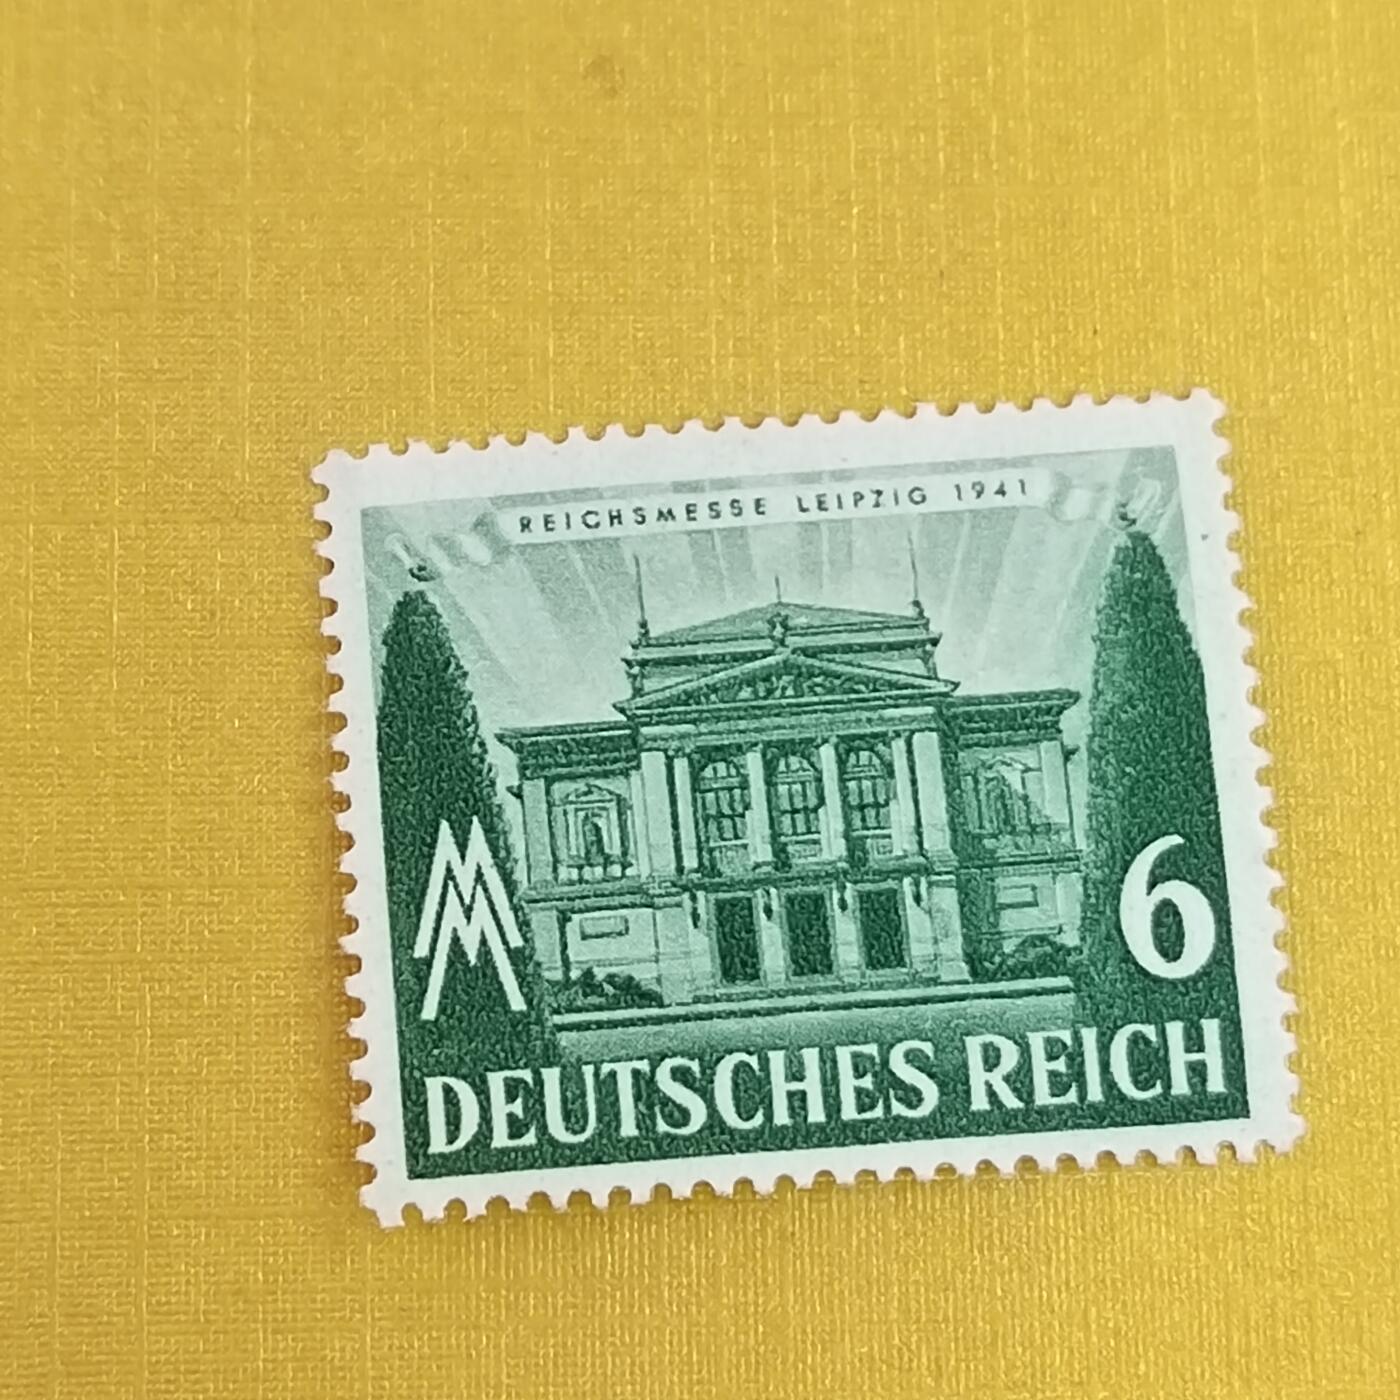 REICHSMESSE LEIPZIG 1941
MM
6
DEUTSCHES REICH